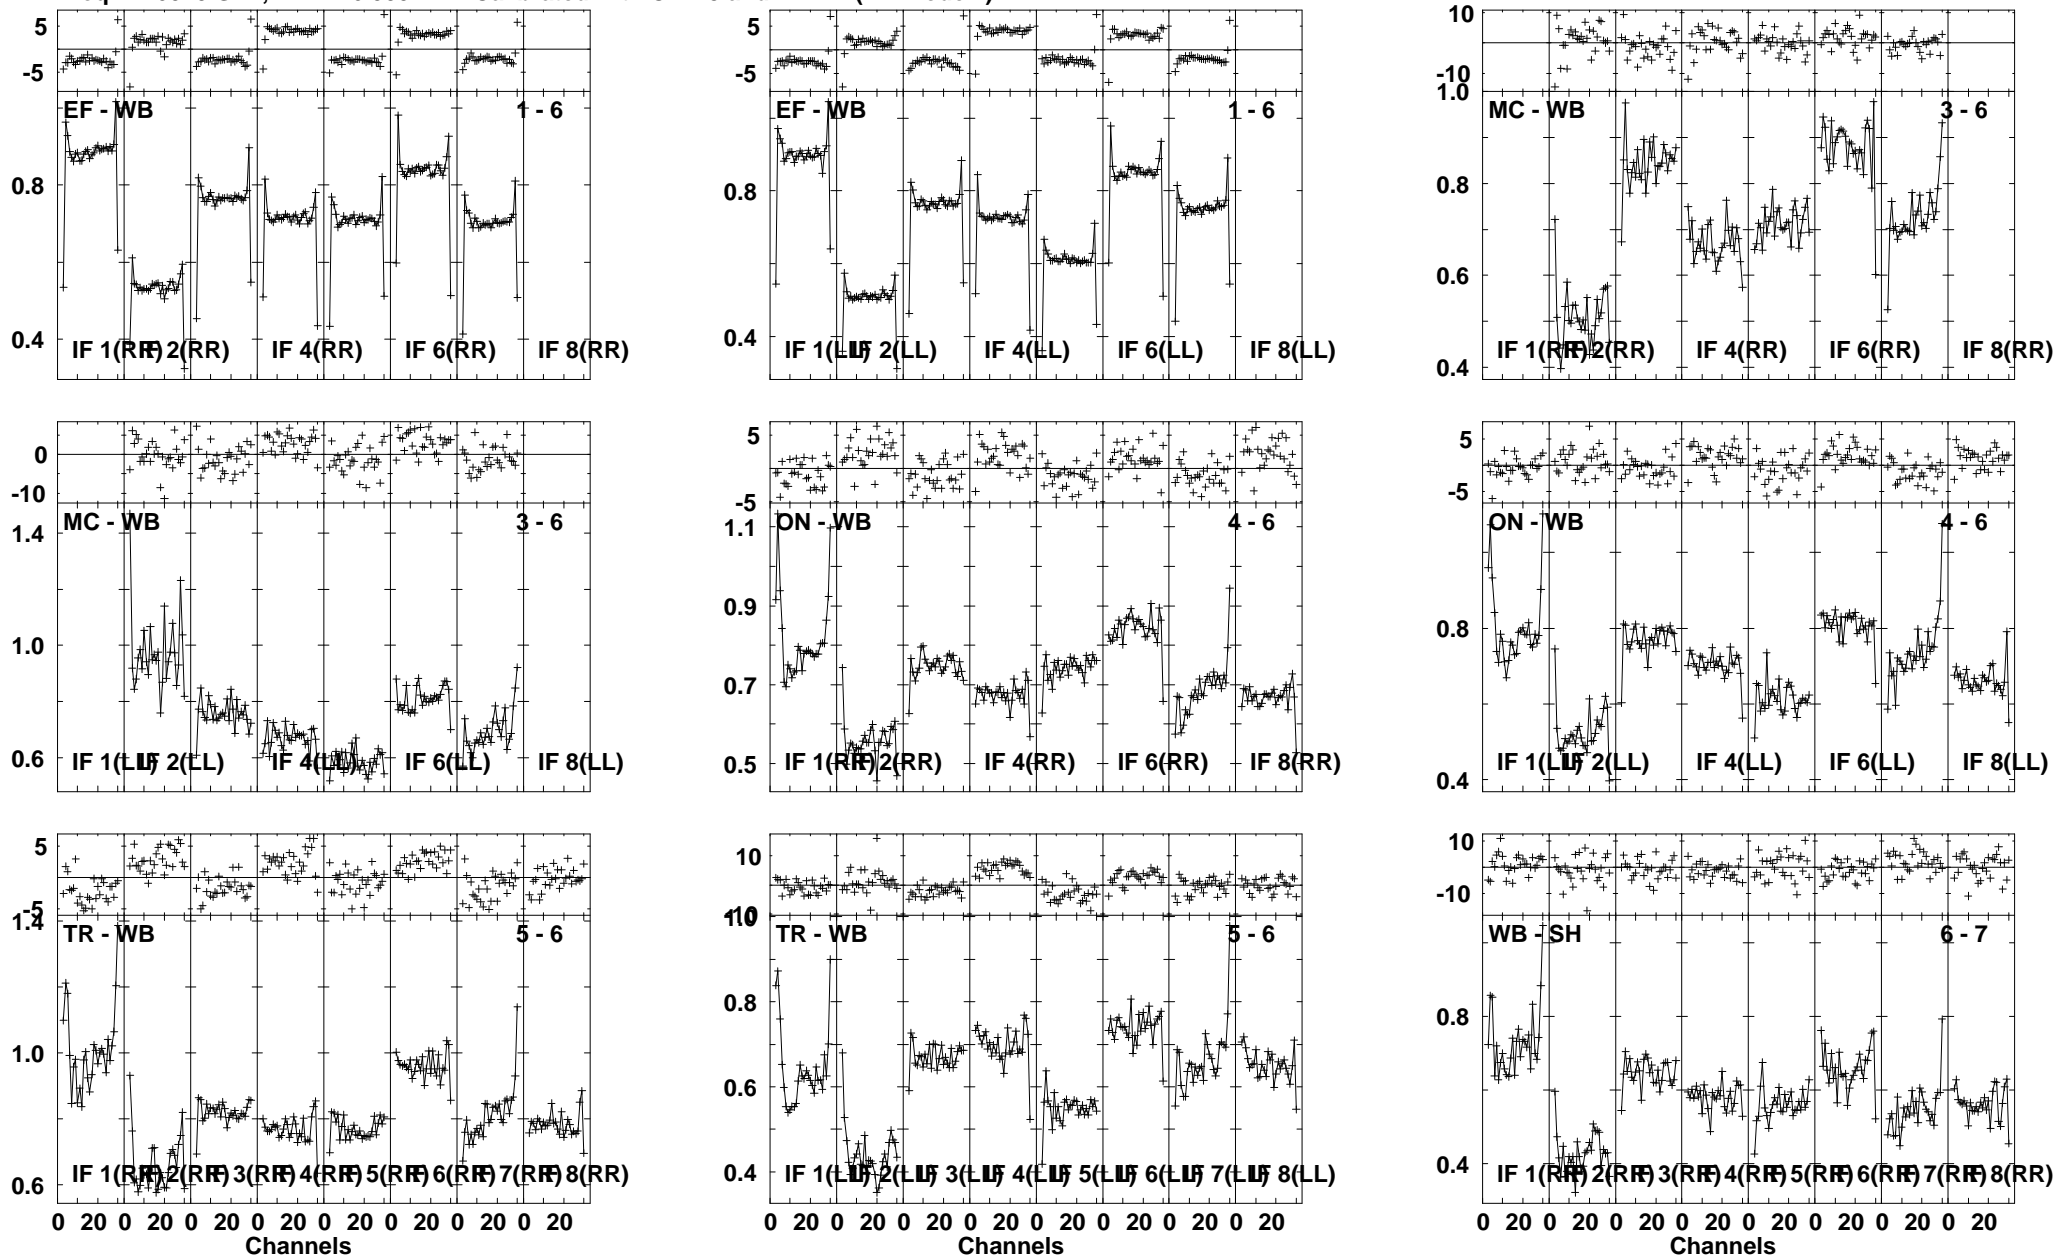 5
-5
EF - WB 1 - 6
0.8
0.4
IF 1(RR) IF 2(RR) IF 4(RR) IF 6(RR) IF 8(RR)
5
-5
EF - WB 1 - 6
0.8
0.4
IF 1(LL) IF 2(LL) IF 4(LL) IF 6(LL) IF 8(LL)
10
-10
1.0
MC - WB 3 - 6
0.8
0.6
0.4
IF 1(RR) IF 2(RR) IF 4(RR) IF 6(RR) IF 8(RR)
0
-10
MC - WB 3 - 6
1.4
1.0
0.6
IF 1(LL) IF 2(LL) IF 4(LL) IF 6(LL) IF 8(LL)
5
-5
ON - WB 4 - 6
1.1
0.9
0.7
0.5
IF 1(RR) IF 2(RR) IF 4(RR) IF 6(RR) IF 8(RR)
5
-5
ON - WB 4 - 6
0.8
0.4
IF 1(LL) IF 2(LL) IF 4(LL) IF 6(LL) IF 8(LL)
5
-5
1.4
TR - WB 5 - 6
1.0
0.6
IF 1(RR) IF 2(RR) IF 3(RR) IF 4(RR) IF 5(RR) IF 6(RR) IF 7(RR) IF 8(RR)
0 20 0 20 0 20 0 20 0 20 0 20 0 20 0 20
Channels
10
-10
TR - WB 5 - 6
0.8
0.6
0.4
IF 1(LL) IF 2(LL) IF 3(LL) IF 4(LL) IF 5(LL) IF 6(LL) IF 7(LL) IF 8(LL)
0 20 0 20 0 20 0 20 0 20 0 20 0 20 0 20
Channels
10
-10
WB - SH 6 - 7
0.8
0.4
IF 1(RR) IF 2(RR) IF 3(RR) IF 4(RR) IF 5(RR) IF 6(RR) IF 7(RR) IF 8(RR)
0 20 0 20 0 20 0 20 0 20 0 20 0 20 0 20
Channels